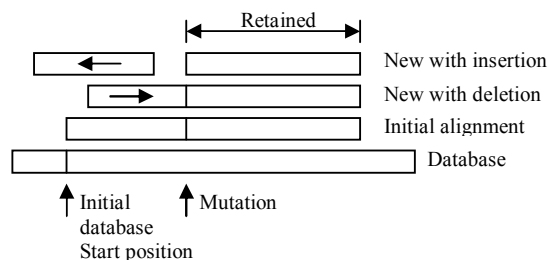 Retained
New with insertion
New with deletion
Initial alignment
Database
Initial
database
Start position
Mutation